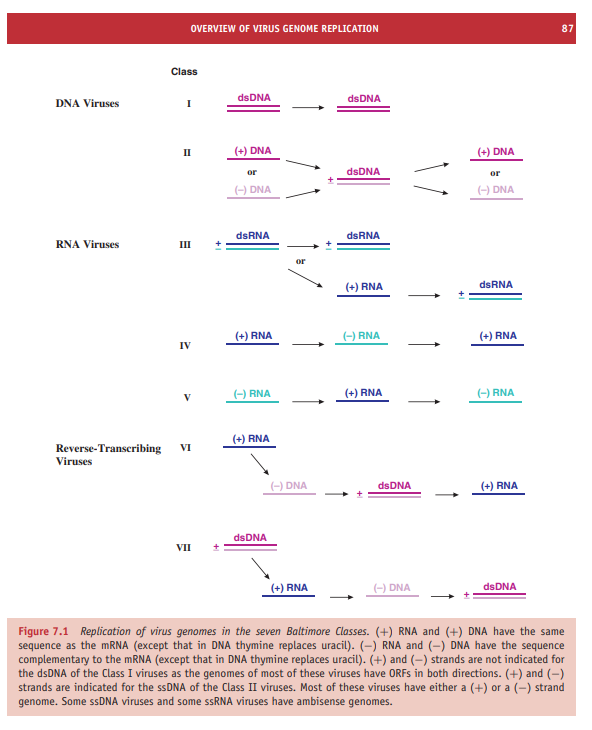 OVERVIEW OF VIRUS GENOME REPLICATION 87
Class
DNA Viruses I dsDNA dsDNA
II (+) DNA or (−) DNA ± dsDNA (+) DNA or (−) DNA
RNA Viruses III ± dsRNA ± dsRNA
or
(+) RNA ± dsRNA
IV (+) RNA (−) RNA (+) RNA
V (−) RNA (+) RNA (−) RNA
Reverse-Transcribing VI (+) RNA
Viruses
(−) DNA ± dsDNA (+) RNA
VII ± dsDNA
(+) RNA (−) DNA ± dsDNA
Figure 7.1 Replication of virus genomes in the seven Baltimore Classes. (+) RNA and (+) DNA have the same
sequence as the mRNA (except that in DNA thymine replaces uracil). (−) RNA and (−) DNA have the sequence
complementary to the mRNA (except that in DNA thymine replaces uracil). (+) and (−) strands are not indicated for
the dsDNA of the Class I viruses as the genomes of most of these viruses have ORFs in both directions. (+) and (−)
strands are indicated for the ssDNA of the Class II viruses. Most of these viruses have either a (+) or a (−) strand
genome. Some ssDNA viruses and some ssRNA viruses have ambisense genomes.